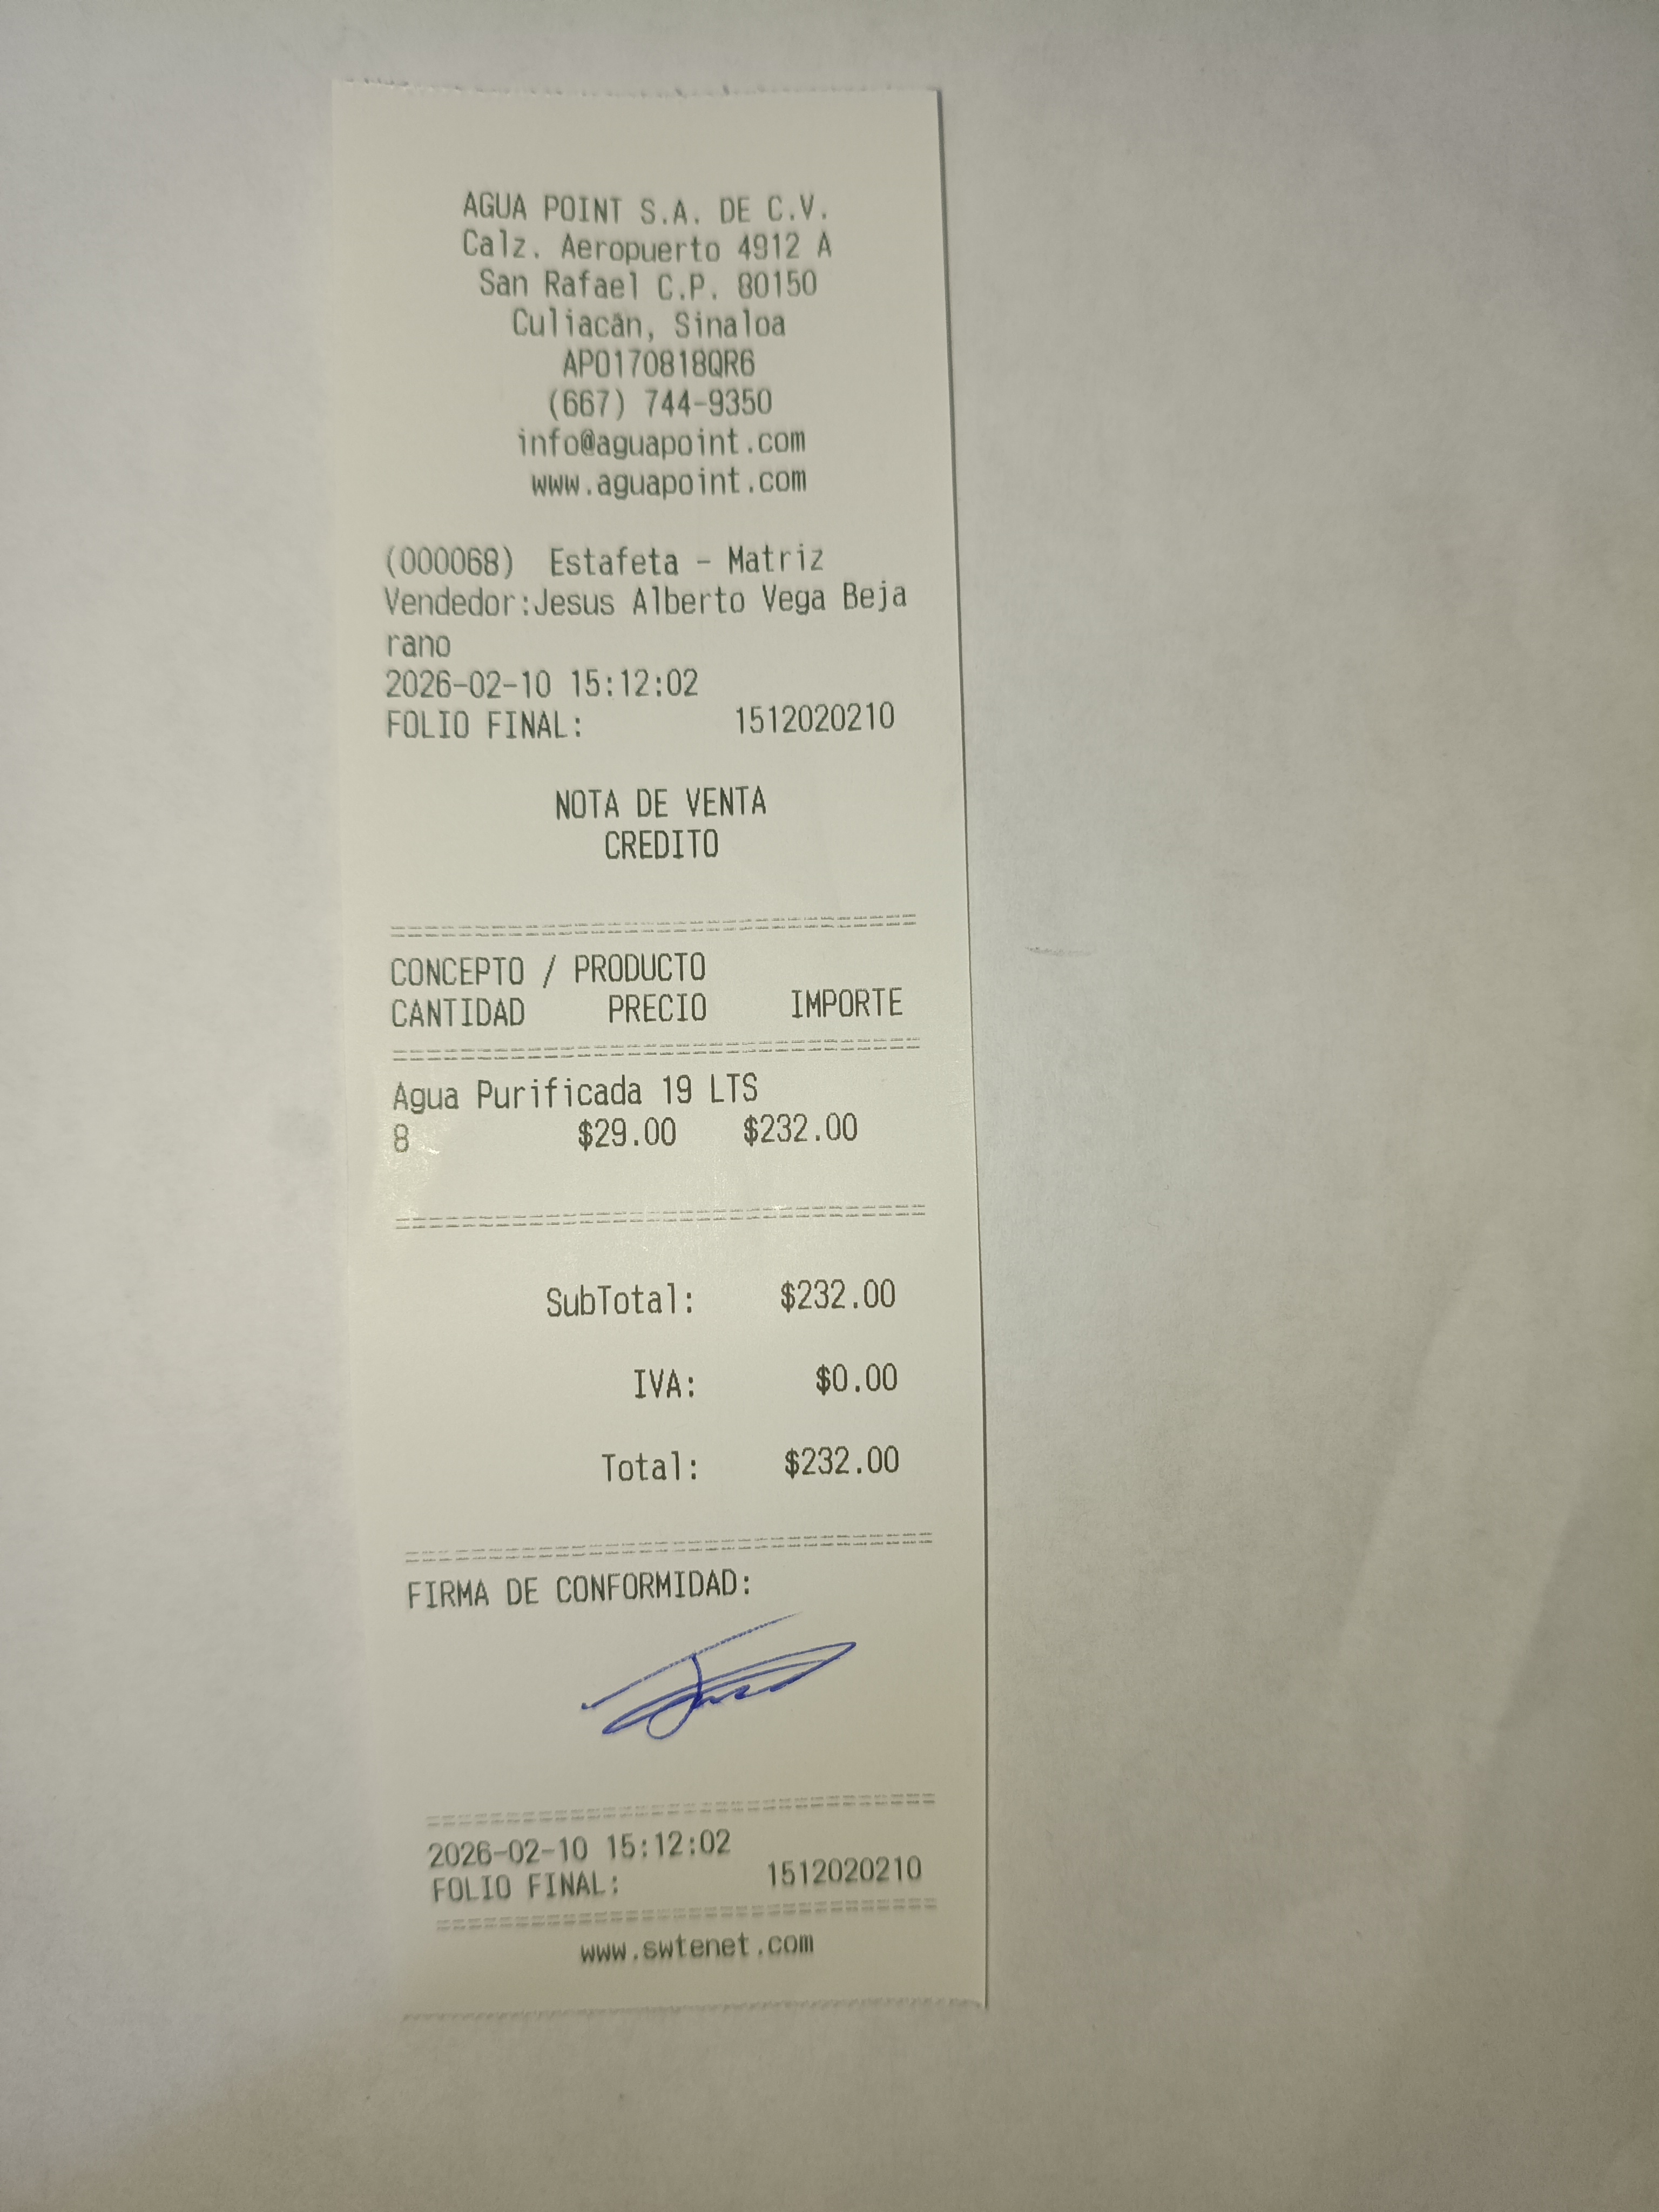 AGUA POINT S.A. DE C.V.
Calz. Aeropuerto 4912 A
San Rafael C.P. 80150
Culiacán, Sinaloa
APO170818QR6
(667) 744-9350
info@aguapoint.com
www.aguapoint.com
(000068) Estafeta - Matriz
Vendedor:Jesus Alberto Vega Beja
rano
2026-02-10 15:12:02
FOLIO FINAL: 1512020210
NOTA DE VENTA
CREDITO
================================
CONCEPTO / PRODUCTO
CANTIDAD PRECIO IMPORTE
================================
Agua Purificada 19 LTS
8 $29.00 $232.00
================================
SubTotal: $232.00
IVA: $0.00
Total: $232.00
================================
FIRMA DE CONFORMIDAD:
================================
2026-02-10 15:12:02
FOLIO FINAL: 1512020210
================================
www.swtenet.com